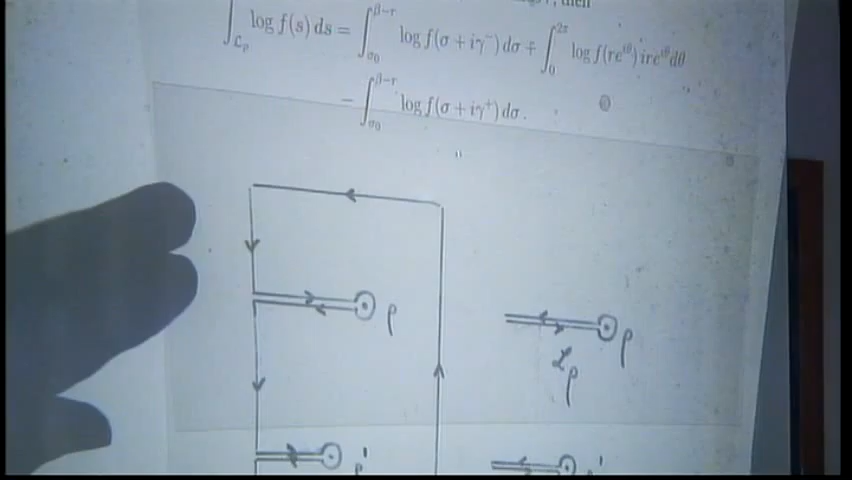 , then
∫_{𝓛_ρ} log f(s) ds = ∫_{σ_0}^{β−r} log f(σ + iγ⁻) dσ ∓ ∫_0^{2π} log f(re^{iθ}) ire^{iθ} dθ
− ∫_{σ_0}^{β−r} log f(σ + iγ⁺) dσ.
ρ
ρ
𝓛_ρ
ρ'